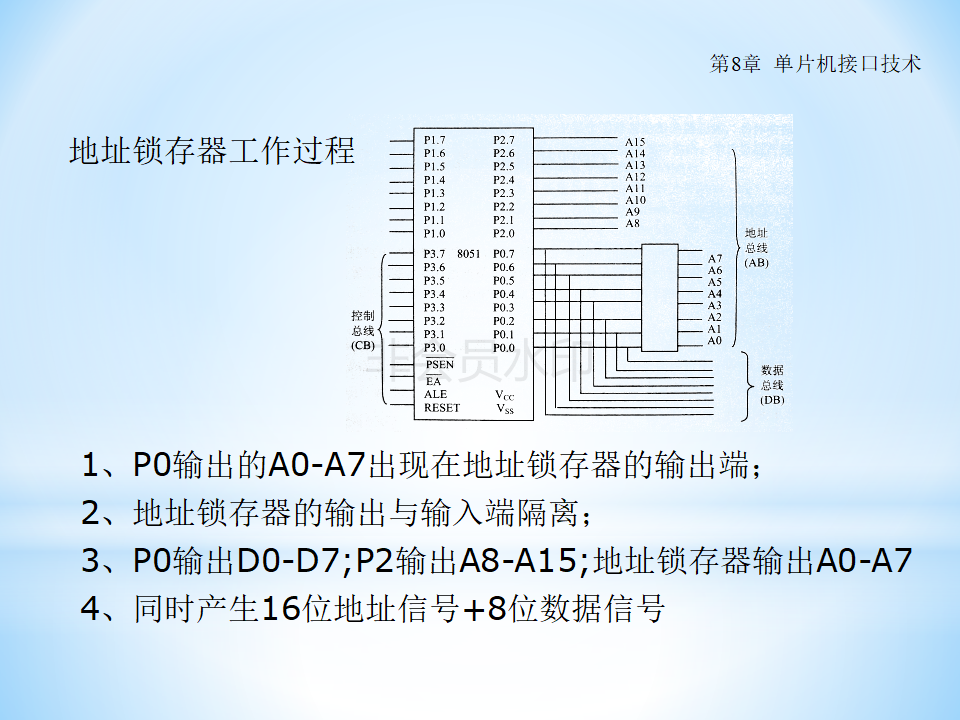 第8章 单片机接口技术
地址锁存器工作过程
P1.7 P2.7 A15
P1.6 P2.6 A14
P1.5 P2.5 A13
P1.4 P2.4 A12
P1.3 P2.3 A11
P1.2 P2.2 A10
P1.1 P2.1 A9
P1.0 P2.0 A8
地址
总线
(AB)
P3.7 8051 P0.7 A7
P3.6 P0.6 A6
P3.5 P0.5 A5
P3.4 P0.4 A4
P3.3 P0.3 A3
P3.2 P0.2 A2
P3.1 P0.1 A1
P3.0 P0.0 A0
控制
总线
(CB)
PSEN
EA
ALE VCC
RESET VSS
数据
总线
(DB)
非会员水印
1、P0输出的A0-A7出现在地址锁存器的输出端；
2、地址锁存器的输出与输入端隔离；
3、P0输出D0-D7;P2输出A8-A15;地址锁存器输出A0-A7
4、同时产生16位地址信号+8位数据信号